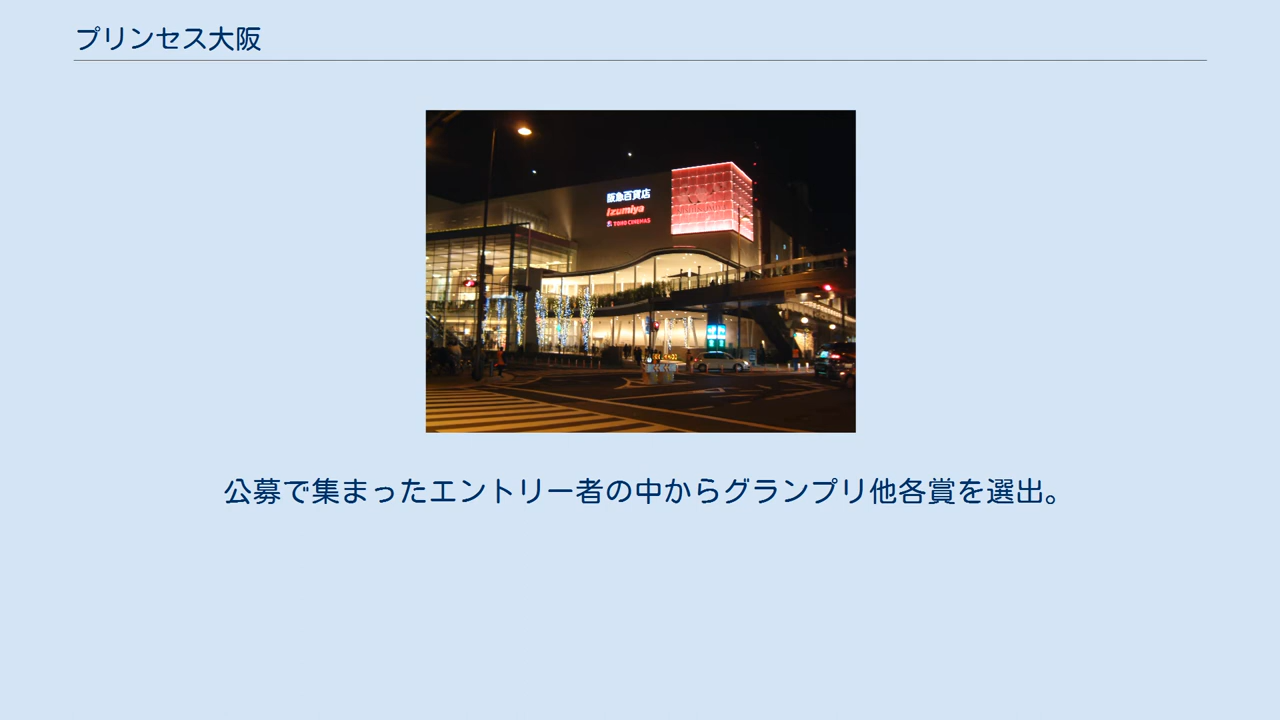 プリンセス大阪
阪急百貨店
Izumiya
TOHO CINEMAS
公募で集まったエントリー者の中からグランプリ他各賞を選出。